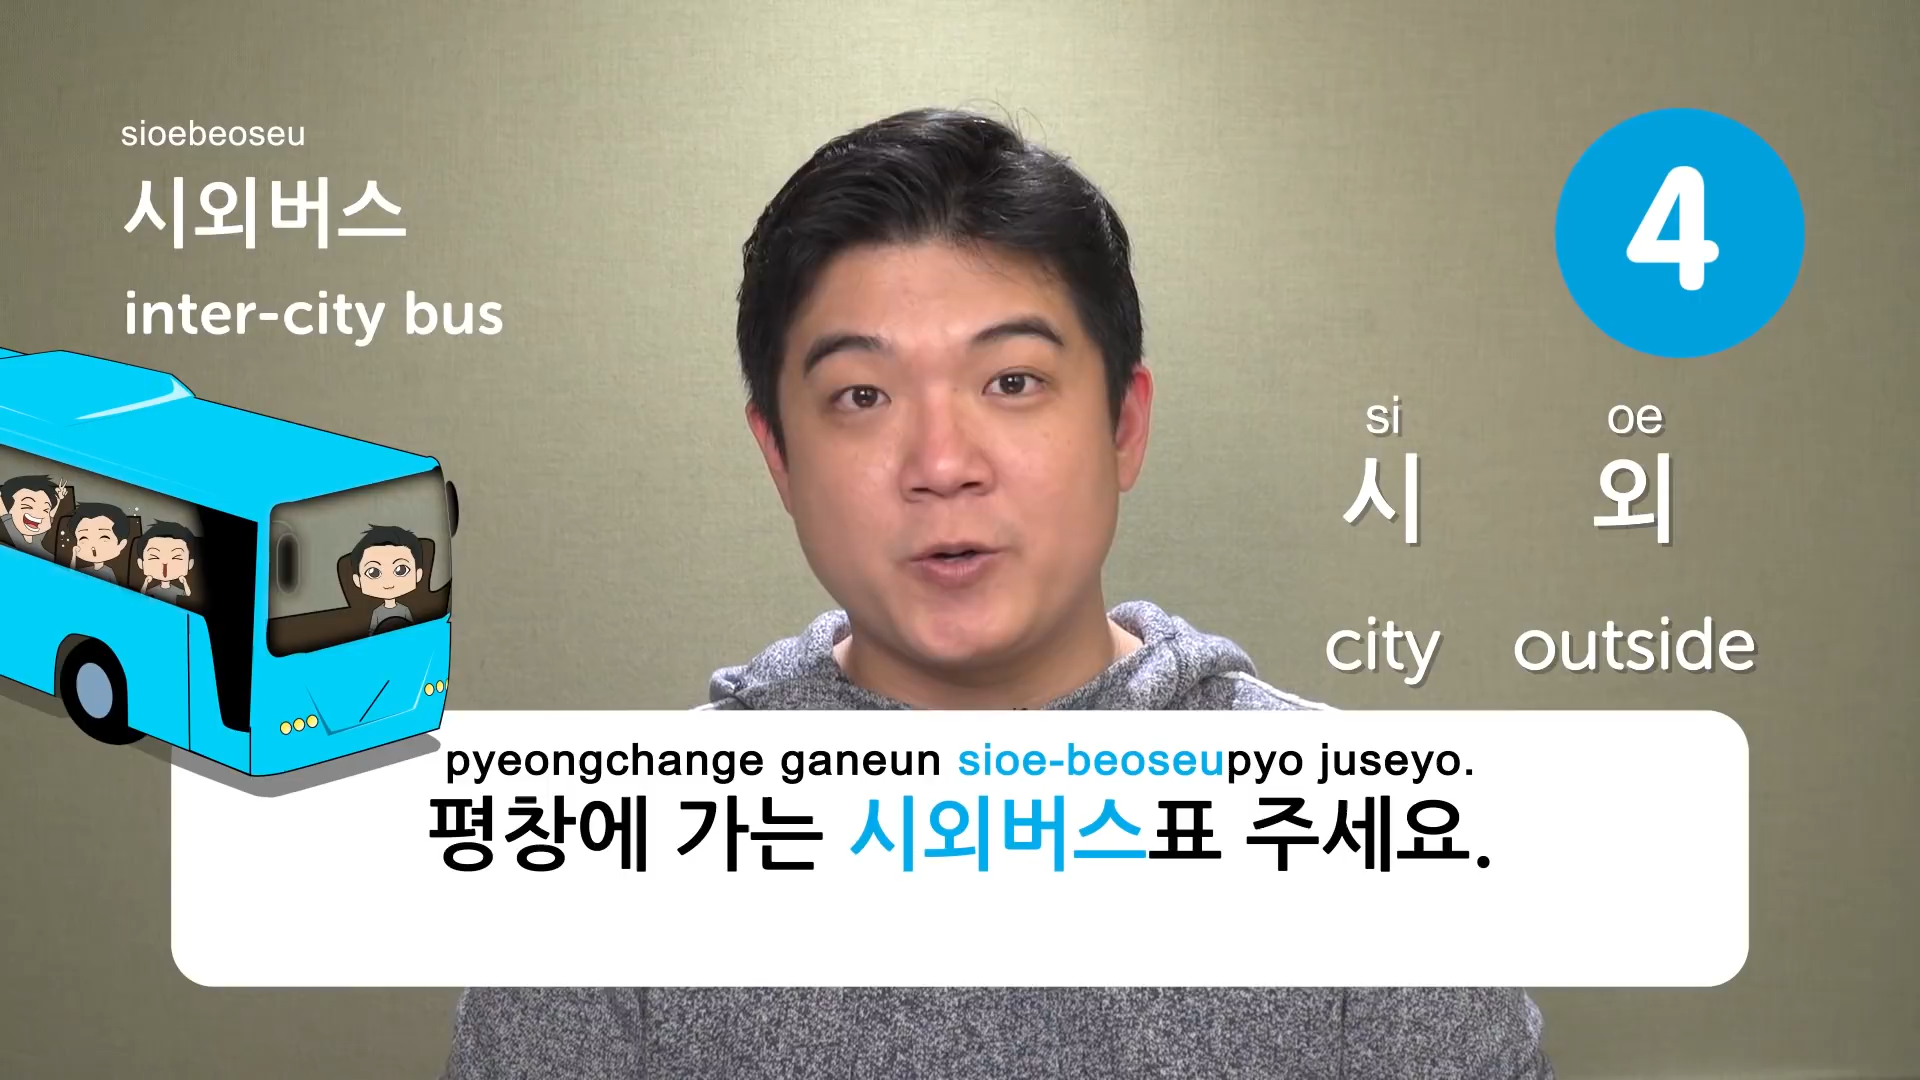 sioebeoseu
시외버스
inter-city bus
4
si oe
시 외
city outside
pyeongchange ganeun sioe-beoseupyo juseyo.
평창에 가는 시외버스표 주세요.